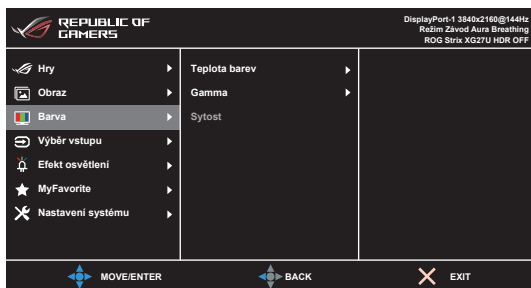 REPUBLIC OF
GAMERS
DisplayPort-1 3840x2160@144Hz
Režim Závod Aura Breathing
ROG Strix XG27U HDR OFF
Hry
Obraz
Barva
Výběr vstupu
Efekt osvětlení
MyFavorite
Nastavení systému
Teplota barev
Gamma
Sytost
MOVE/ENTER
BACK
EXIT